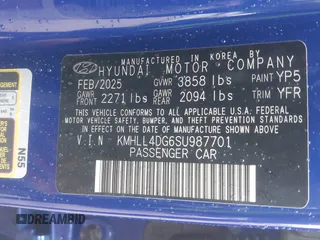 MANUFACTURED IN KOREA BY
HYUNDAI MOTOR COMPANY
FEB/2025 GVWR 3858 lbs PAINT YP5
GAWR FRONT 2271 lbs GAWR REAR 2094 lbs TRIM YFR
THIS VEHICLE CONFORMS TO ALL APPLICABLE FEDERAL
MOTOR VEHICLE SAFETY, BUMPER, AND THEFT PREVENTION
STANDARDS IN EFFECT ON THE DATE OF MANUFACTURE SHOWN ABOVE.
V.I.N KMHLL4DG6SU987701
PASSENGER CAR
N55
DREAMBID